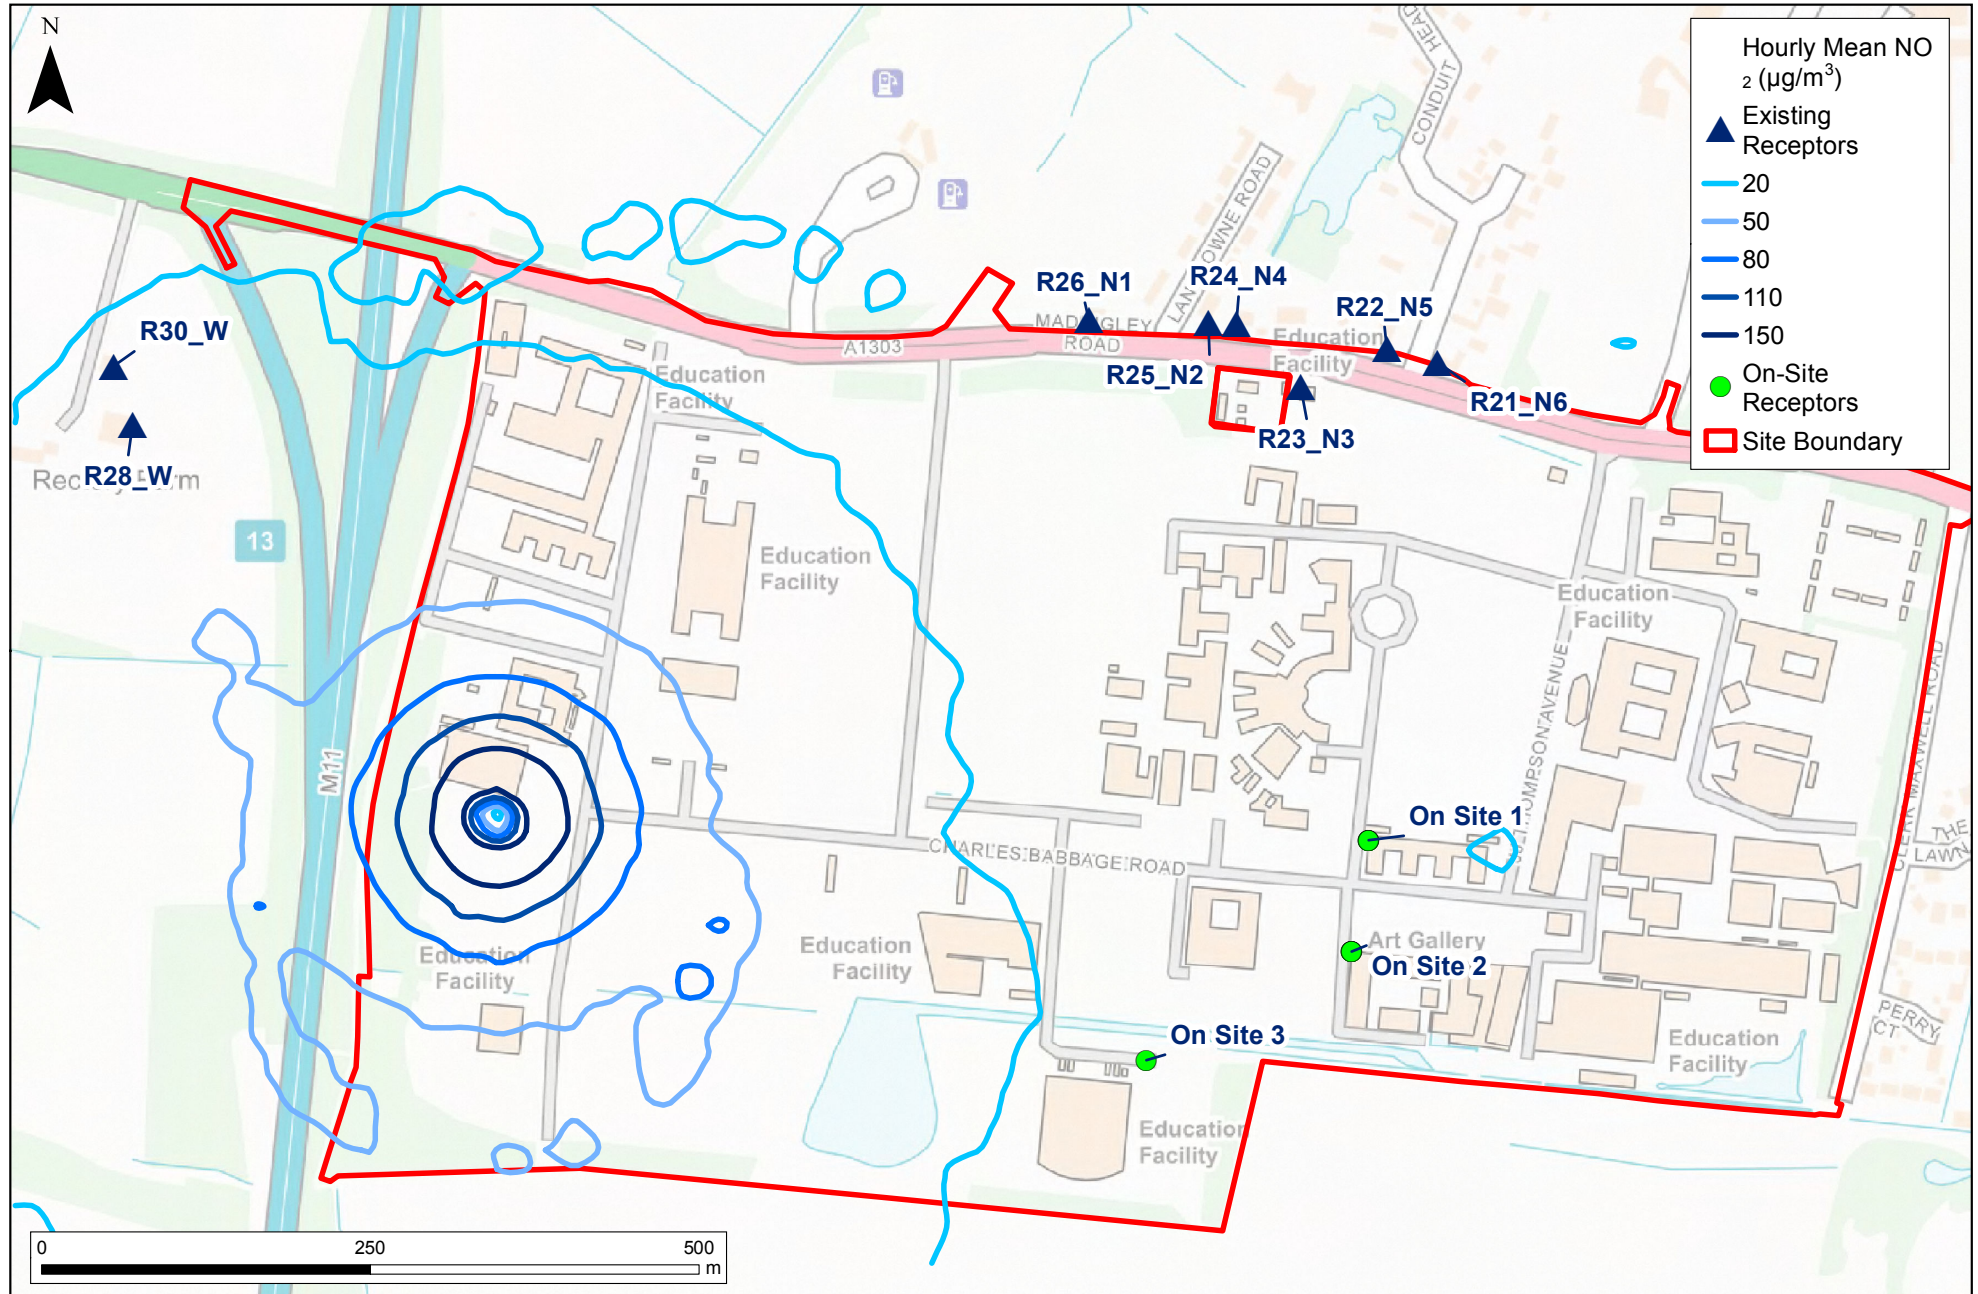 N
Hourly Mean NO
2 (µg/m3)
Existing
Receptors
20
50
80
110
150
On-Site
Receptors
Site Boundary
CONDUIT
HEAD
R26_N1
R24_N4
R22_N5
MADINGLEY
ROAD
A1303
R25_N2
Education
Facility
R21_N6
R23_N3
R30_W
R28_W
13
Education
Facility
Education
Facility
Education
Facility
M11
On Site 1
CHARLES BABBAGE ROAD
THE
LAWN
Education
Facility
Education
Facility
Art Gallery
On Site 2
On Site 3
PERRY
CT
Education
Facility
Education
Facility
0
250
500
m